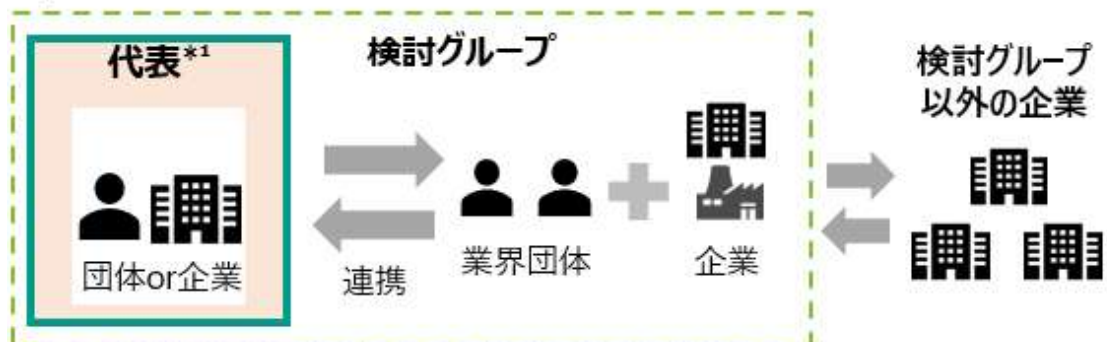 代表*1
検討グループ
検討グループ
以外の企業
団体or企業
連携
業界団体
企業